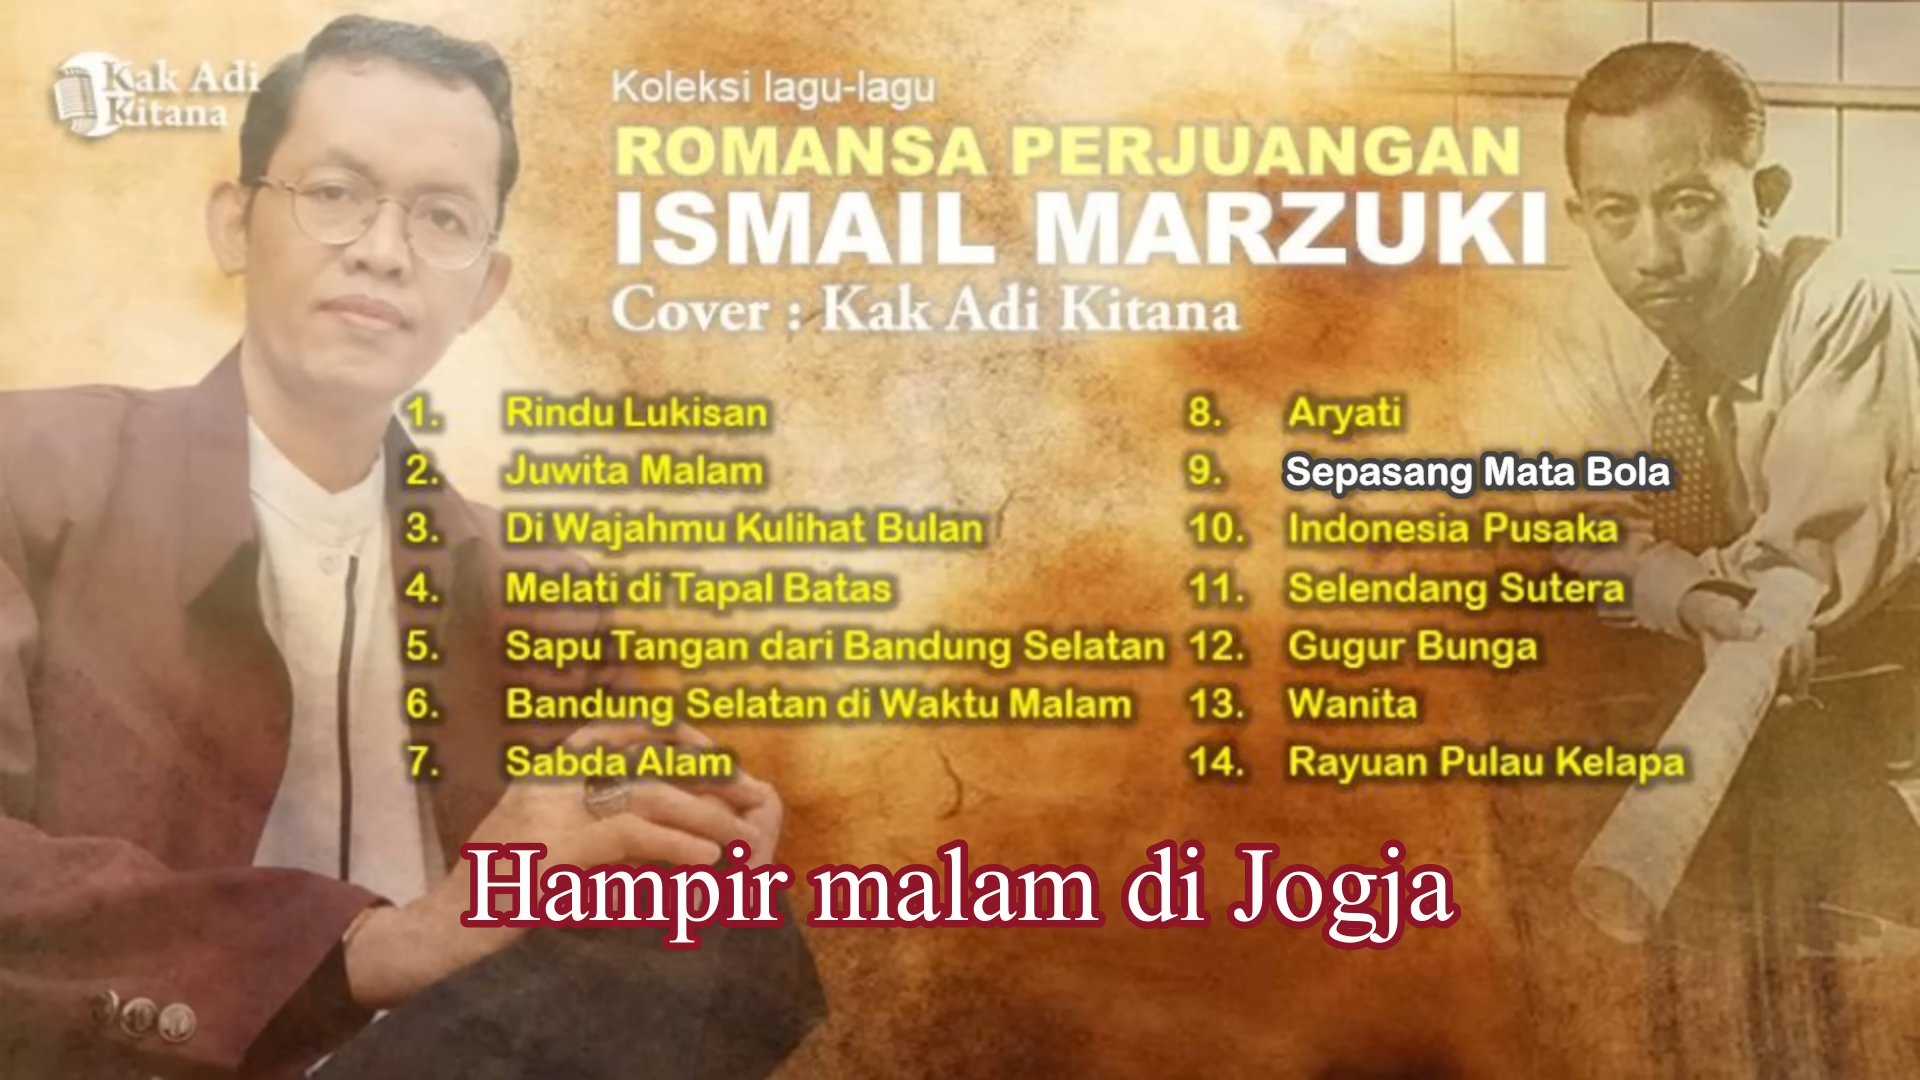 Kak Adi
Kitana
Koleksi lagu-lagu
ROMANSA PERJUANGAN
ISMAIL MARZUKI
Cover : Kak Adi Kitana
1. Rindu Lukisan
2. Juwita Malam
3. Di Wajahmu Kulihat Bulan
4. Melati di Tapal Batas
5. Sapu Tangan dari Bandung Selatan
6. Bandung Selatan di Waktu Malam
7. Sabda Alam
8. Aryati
9. Sepasang Mata Bola
10. Indonesia Pusaka
11. Selendang Sutera
12. Gugur Bunga
13. Wanita
14. Rayuan Pulau Kelapa
Hampir malam di Jogja